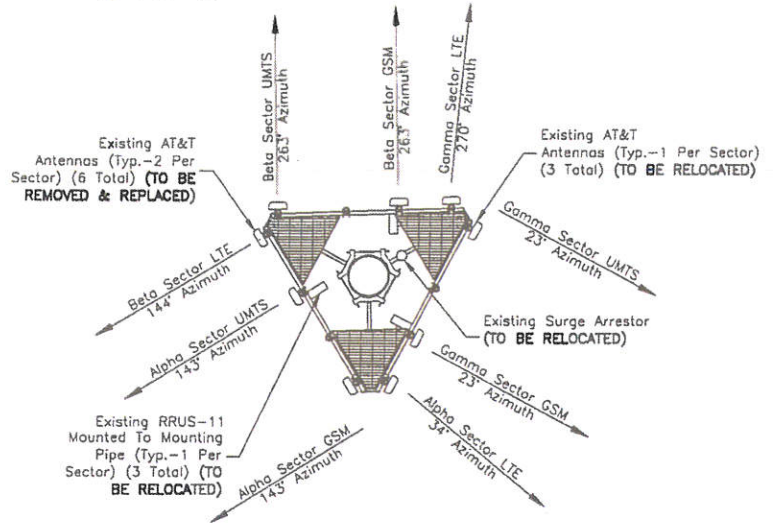 Beta Sector UMTS
263° Azimuth
Beta Sector GSM
263° Azimuth
Gamma Sector LTE
270° Azimuth
Existing AT&T
Antennas (Typ.-2 Per
Sector) (6 Total) (TO BE
REMOVED & REPLACED)
Existing AT&T
Antennas (Typ.-1 Per Sector)
(3 Total) (TO BE RELOCATED)
Gamma Sector UMTS
23° Azimuth
Beta Sector LTE
144° Azimuth
Alpha Sector UMTS
143° Azimuth
Existing Surge Arrestor
(TO BE RELOCATED)
Gamma Sector GSM
23° Azimuth
Existing RRUS-11
Mounted To Mounting
Pipe (Typ.-1 Per
Sector) (3 Total) (TO
BE RELOCATED)
Alpha Sector GSM
143° Azimuth
Alpha Sector LTE
34° Azimuth